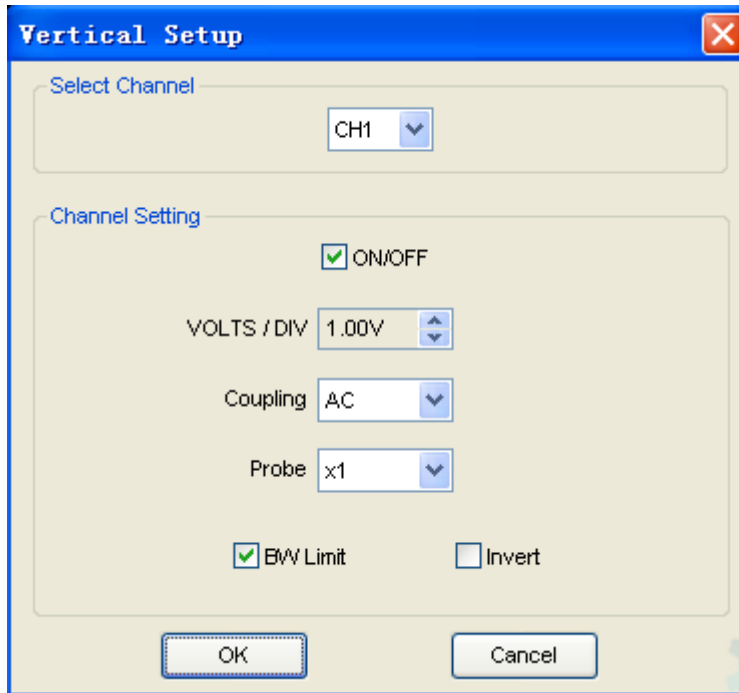 Vertical Setup
Select Channel
CH1
Channel Setting
ON/OFF
VOLTS / DIV 1.00V
Coupling AC
Probe x1
BW Limit Invert
OK Cancel